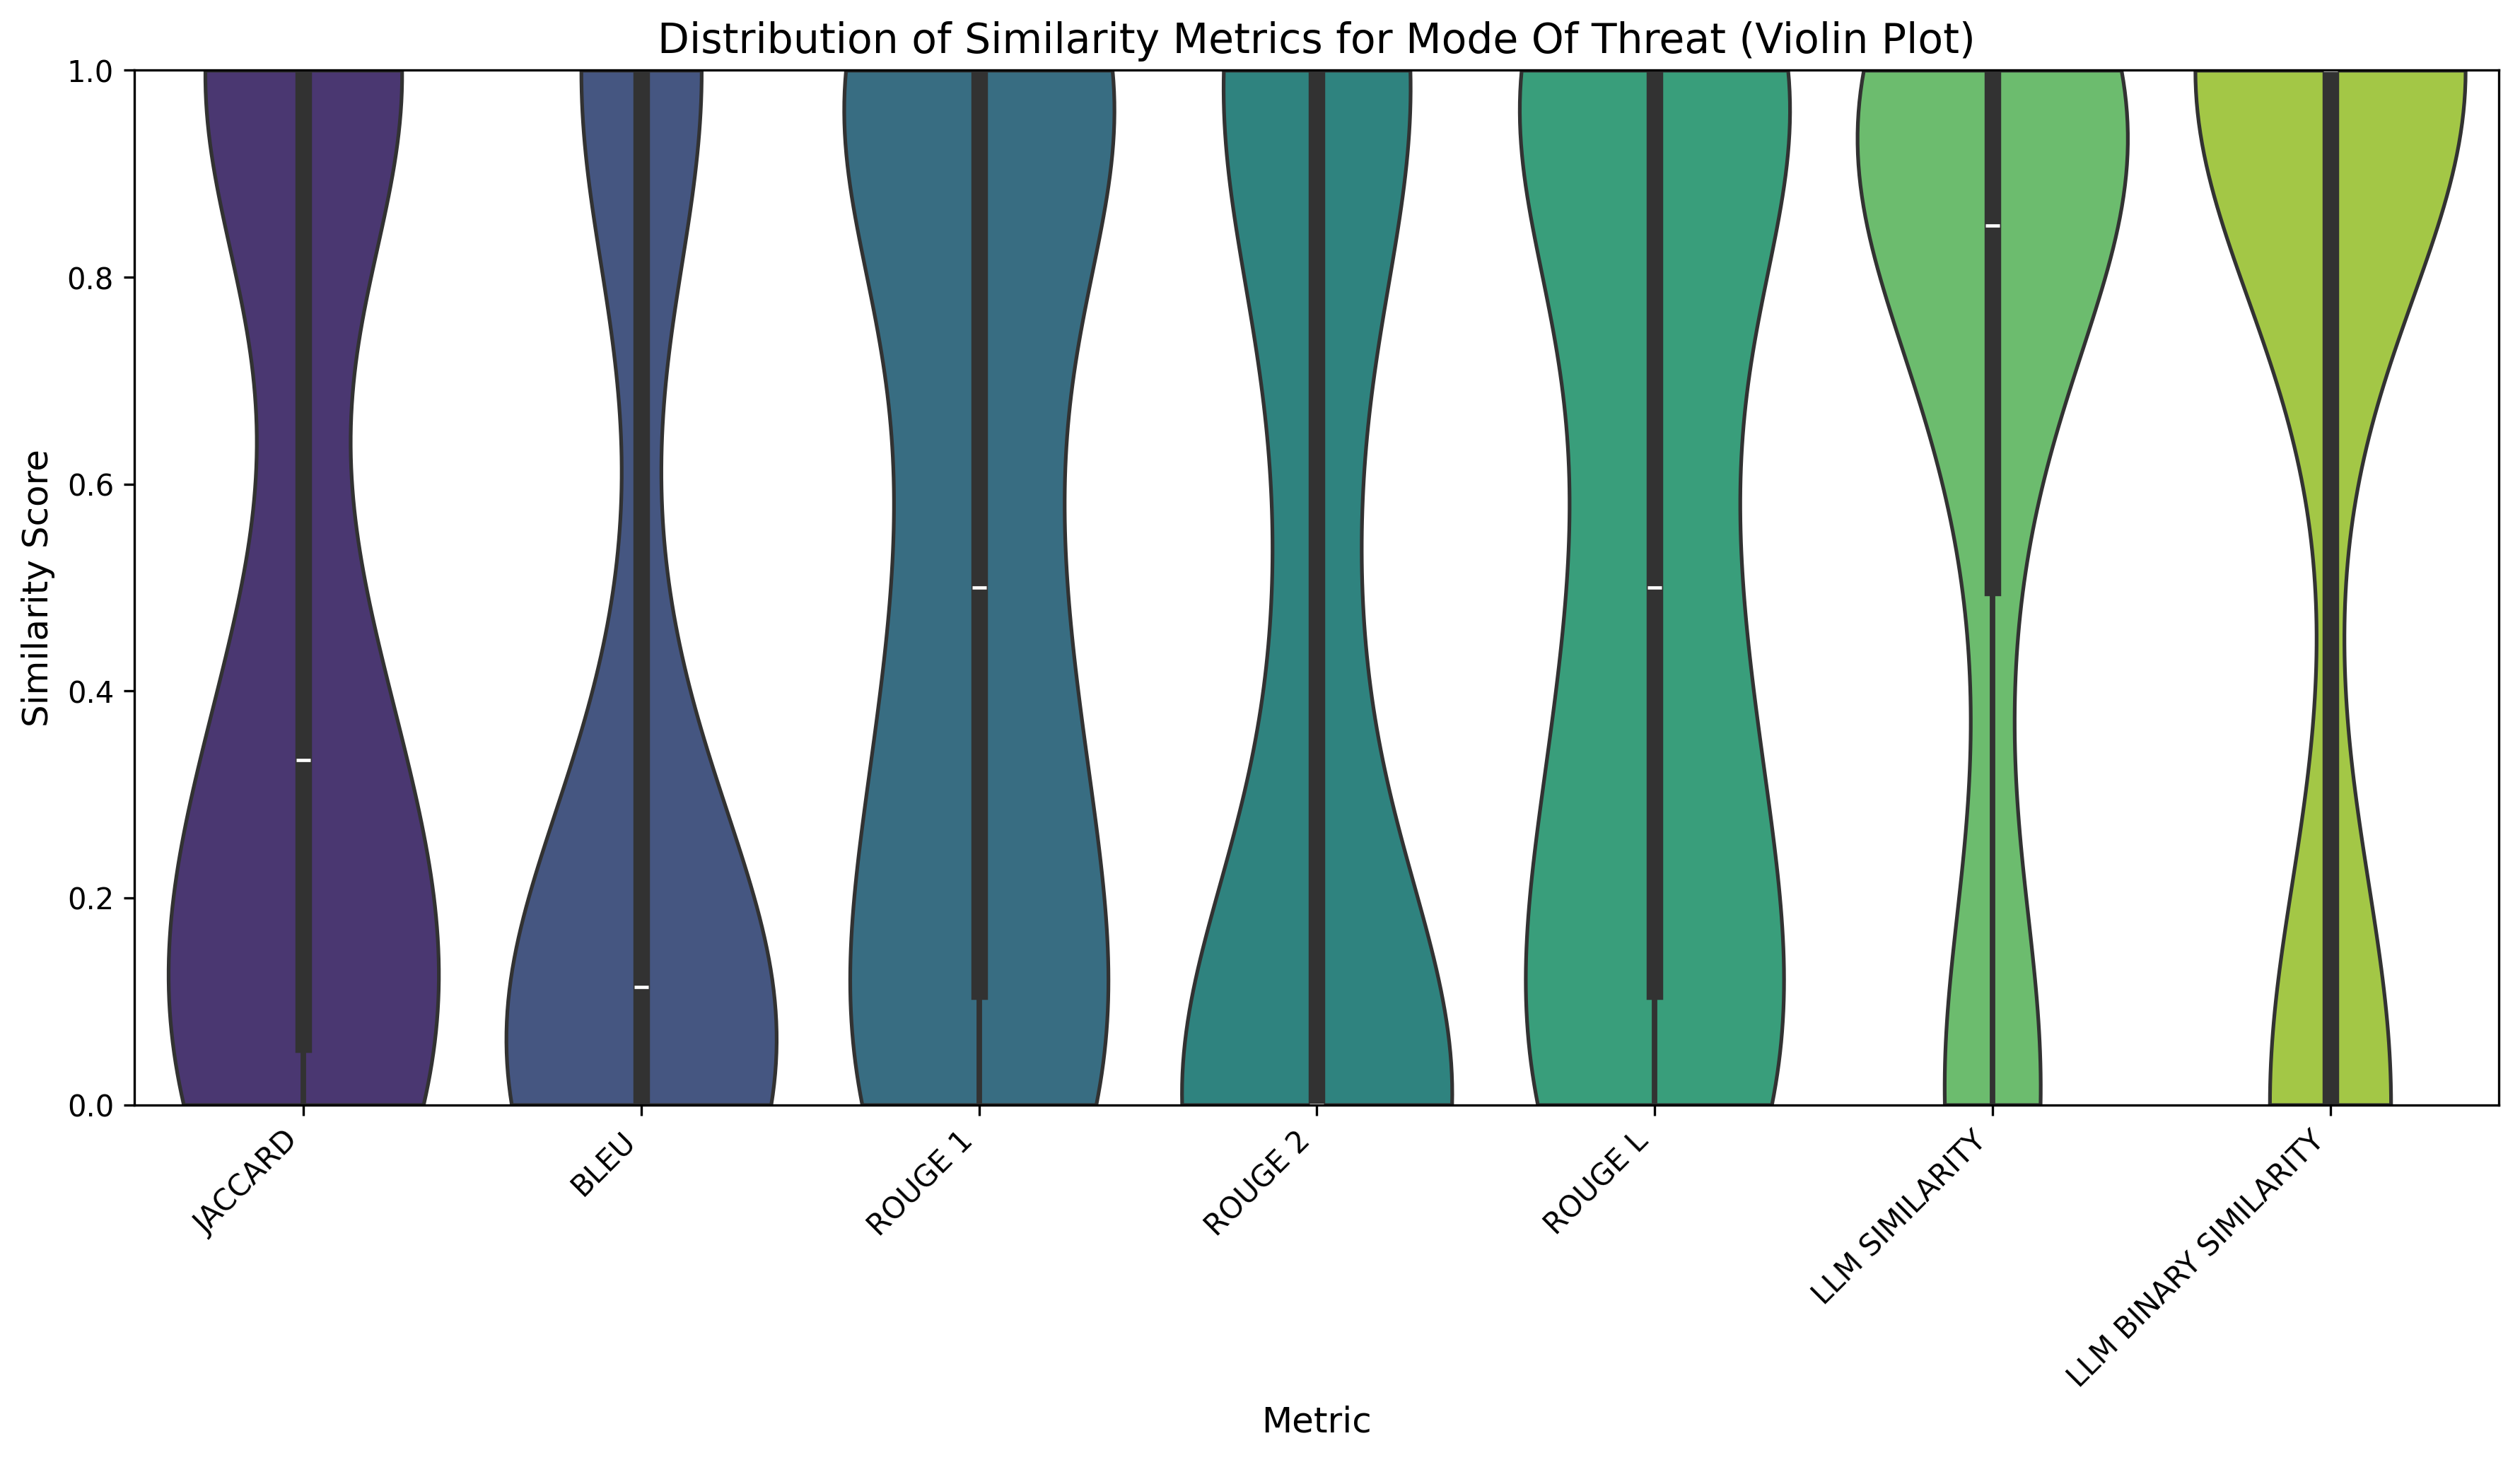 Distribution of Similarity Metrics for Mode Of Threat (Violin Plot)
Similarity Score
1.0
0.8
0.6
0.4
0.2
0.0
JACCARD
BLEU
ROUGE 1
ROUGE 2
ROUGE L
LLM SIMILARITY
LLM BINARY SIMILARITY
Metric